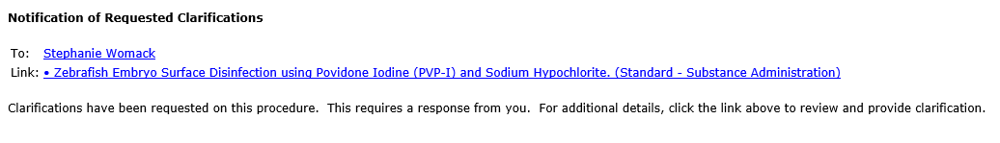 Notification of Requested Clarifications
To: Stephanie Womack
Link: • Zebrafish Embryo Surface Disinfection using Povidone Iodine (PVP-I) and Sodium Hypochlorite. (Standard - Substance Administration)
Clarifications have been requested on this procedure. This requires a response from you. For additional details, click the link above to review and provide clarification.